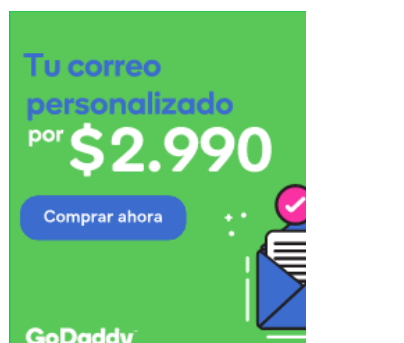 Tu correo
personalizado
por $2.990
Comprar ahora
GoDaddy